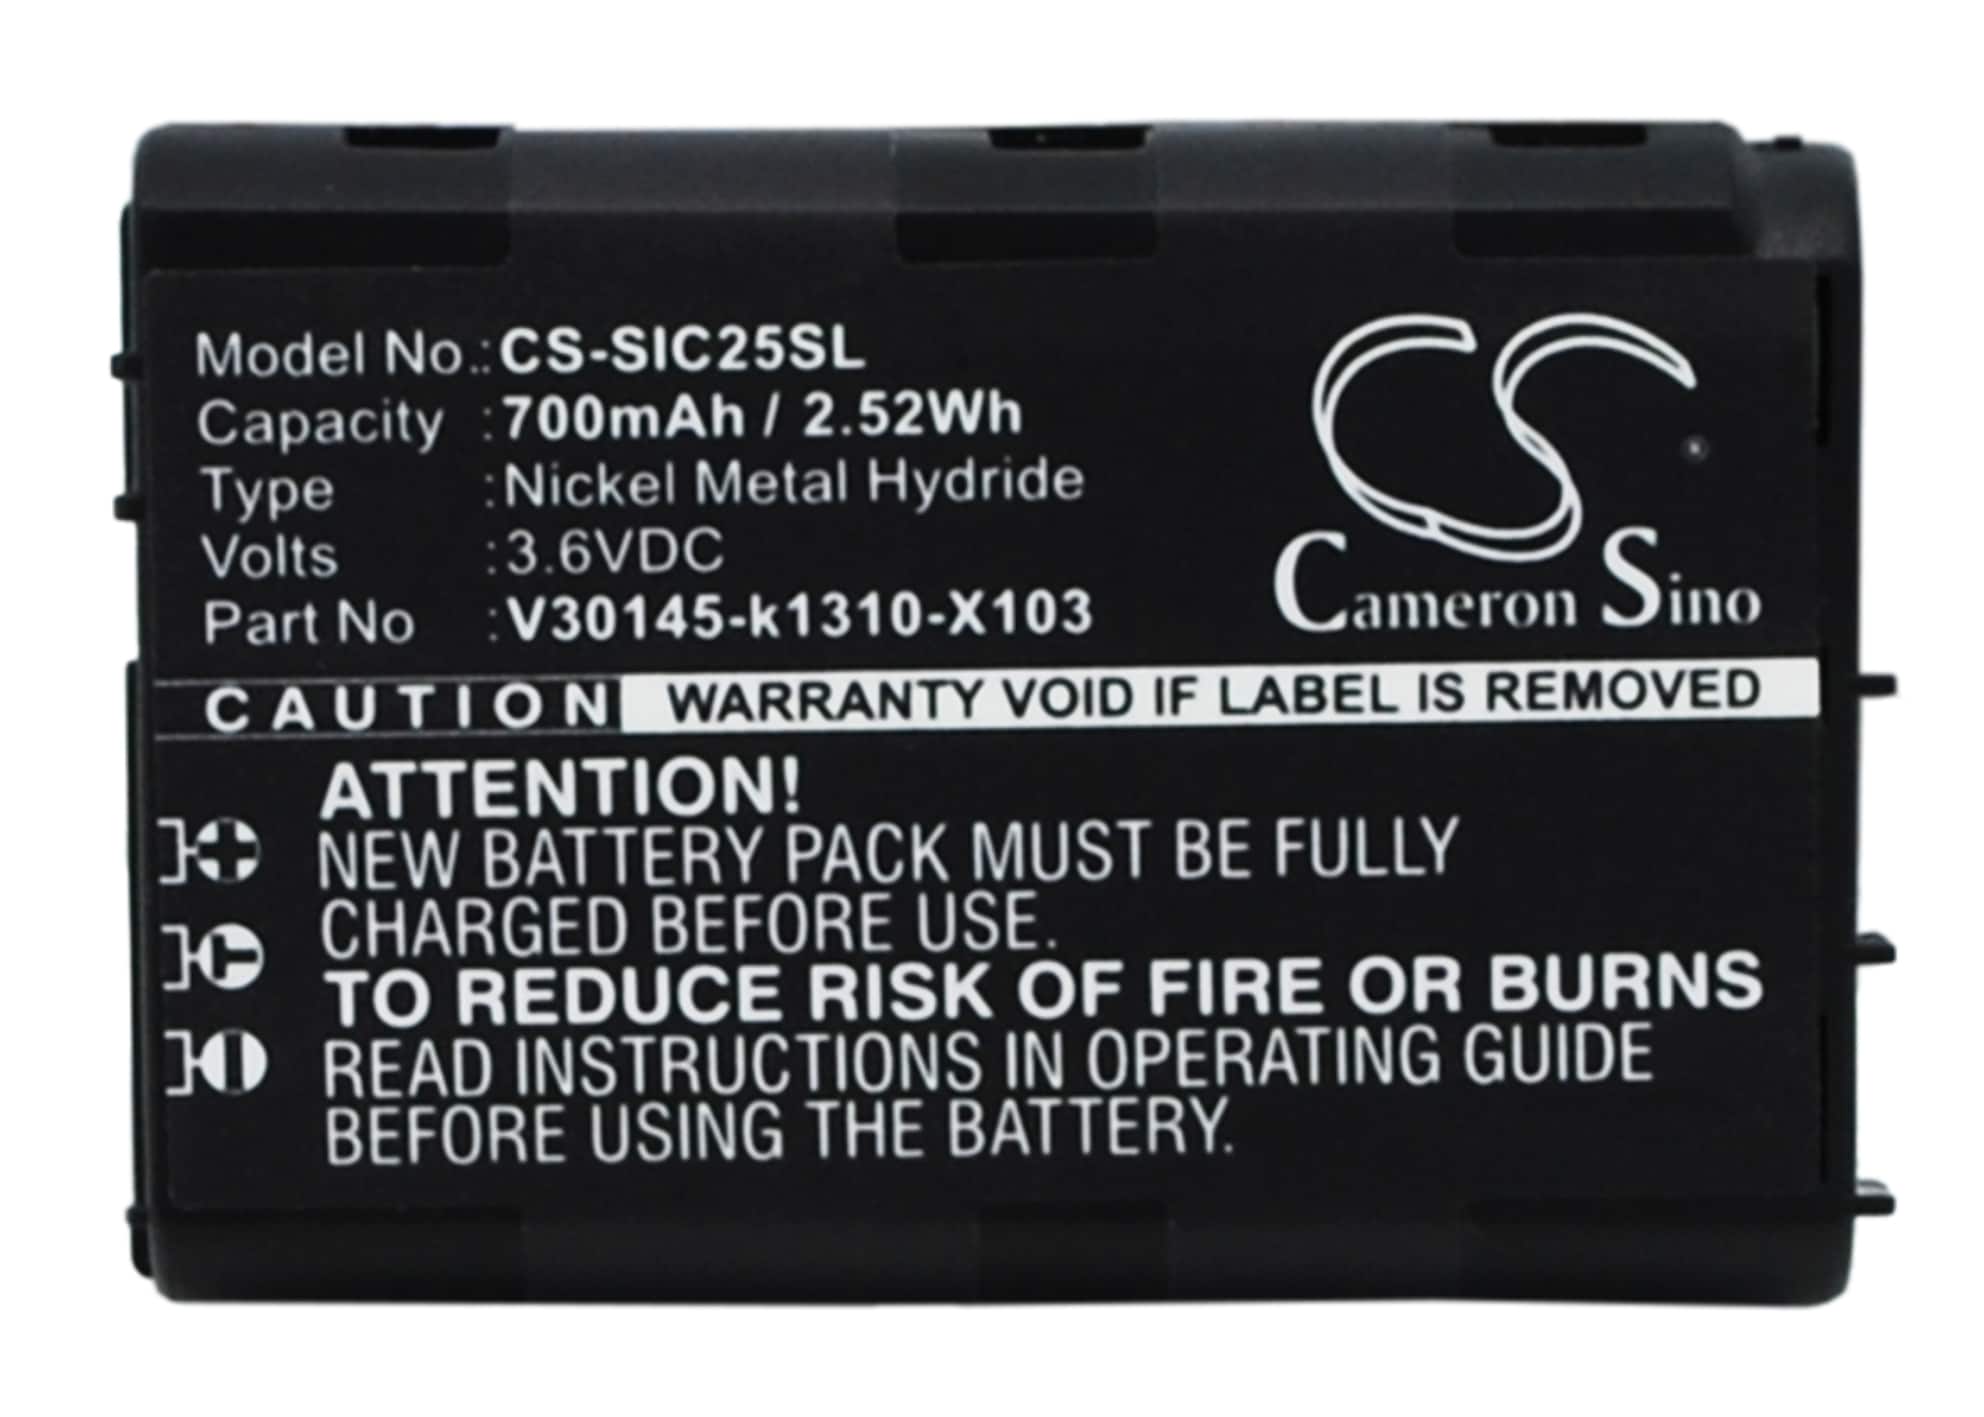 Model No.: CS-SIC25SL
Capacity : 700mAh / 2.52Wh
Type : Nickel Metal Hydride
Volts : 3.6VDC
Part No : V30145-k1310-X103
CS
Cameron Sino
CAUTION WARRANTY VOID IF LABEL IS REMOVED
ATTENTION!
NEW BATTERY PACK MUST BE FULLY
CHARGED BEFORE USE.
TO REDUCE RISK OF FIRE OR BURNS
READ INSTRUCTIONS IN OPERATING GUIDE
BEFORE USING THE BATTERY.
+
T
-